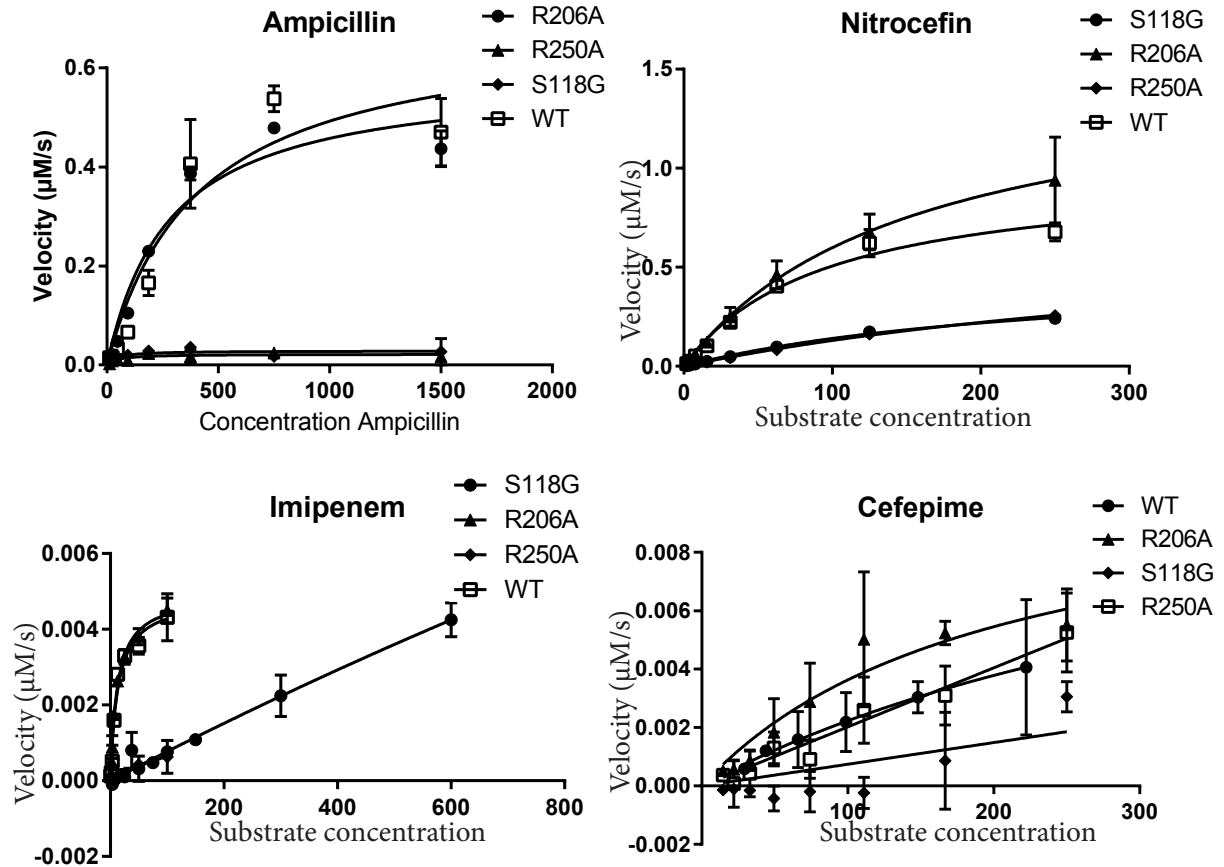 Ampicillin
R206A
R250A
S118G
WT
Velocity (µM/s)
0.6
0.4
0.2
0.0
0 500 1000 1500 2000
Concentration Ampicillin
Nitrocefin
S118G
R206A
R250A
WT
Velocity (µM/s)
1.5
1.0
0.5
0.0
0 100 200 300
Substrate concentration
Imipenem
S118G
R206A
R250A
WT
Velocity (µM/s)
0.006
0.004
0.002
0.000
-0.002
200 400 600 800
Substrate concentration
Cefepime
WT
R206A
S118G
R250A
Velocity (µM/s)
0.008
0.006
0.004
0.002
0.000
-0.002
100 200 300
Substrate concentration